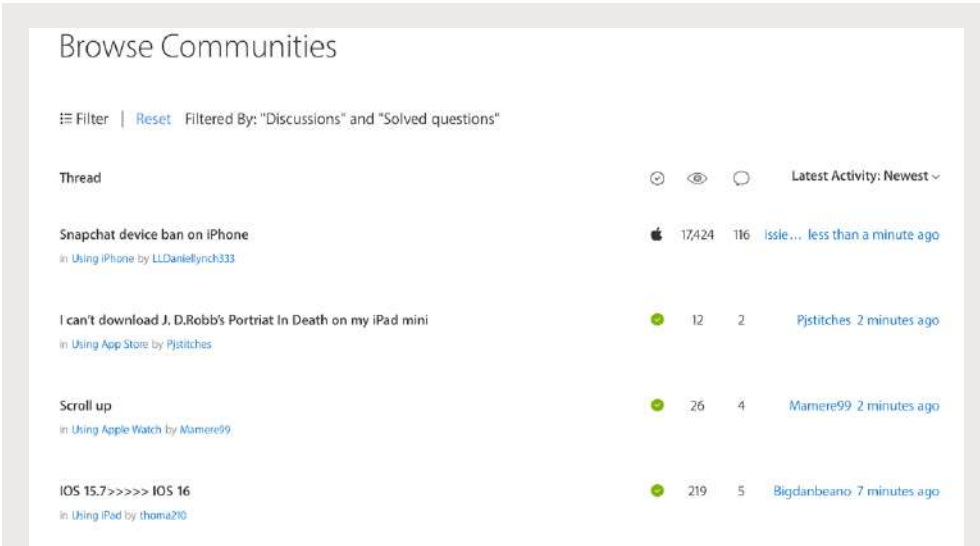 Browse Communities
Filter | Reset Filtered By: "Discussions" and "Solved questions"
Thread Latest Activity: Newest
Snapchat device ban on iPhone 17,424 116 issie... less than a minute ago
in Using iPhone by LLDaniellynch333
I can't download J. D.Robb's Portriat In Death on my iPad mini 12 2 Pjstitches 2 minutes ago
in Using App Store by Pjstitches
Scroll up 26 4 Mamere99 2 minutes ago
in Using Apple Watch by Mamere99
IOS 15.7>>>>> IOS 16 219 5 Bigdanbeano 7 minutes ago
in Using iPad by thoma210